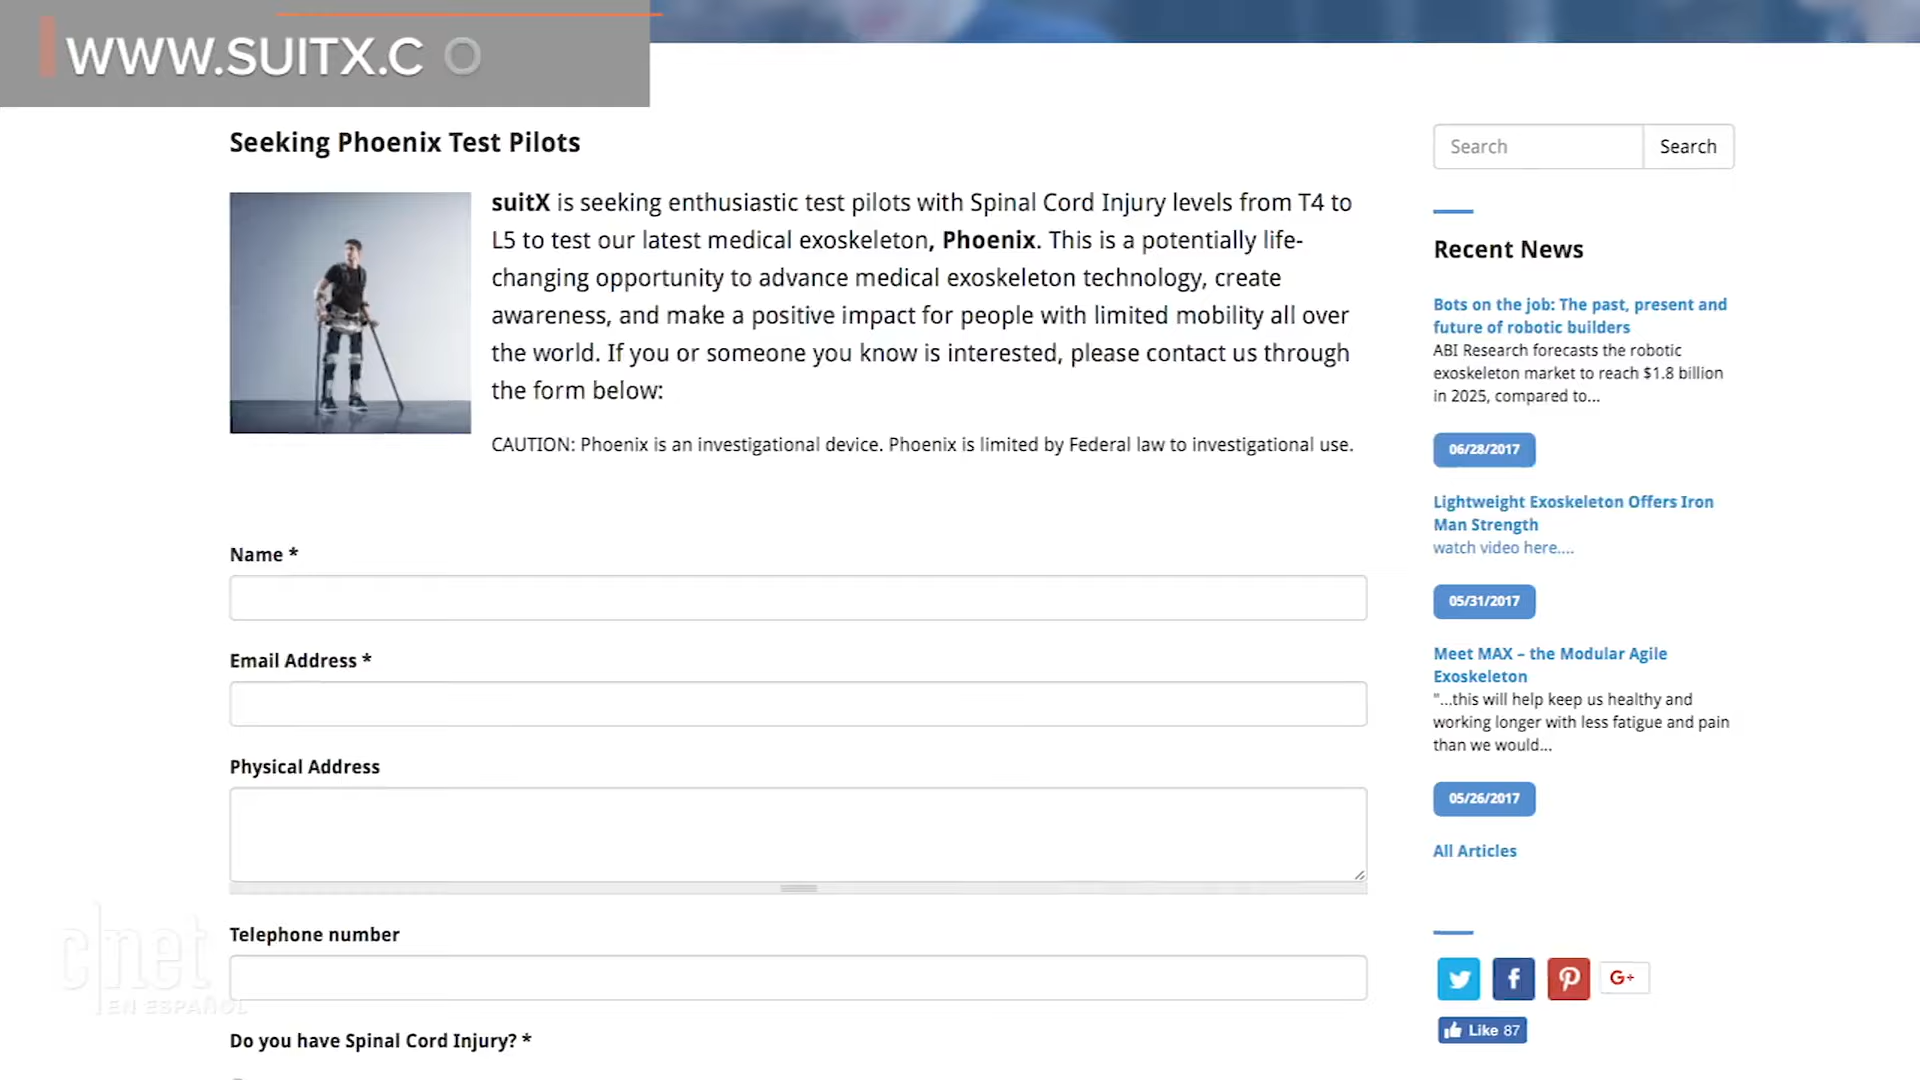 WWW.SUITX.C O
Seeking Phoenix Test Pilots
suitX is seeking enthusiastic test pilots with Spinal Cord Injury levels from T4 to
L5 to test our latest medical exoskeleton, Phoenix. This is a potentially life-
changing opportunity to advance medical exoskeleton technology, create
awareness, and make a positive impact for people with limited mobility all over
the world. If you or someone you know is interested, please contact us through
the form below:
CAUTION: Phoenix is an investigational device. Phoenix is limited by Federal law to investigational use.
Name *
Email Address *
Physical Address
Telephone number
Do you have Spinal Cord Injury? *
Search Search
Recent News
Bots on the job: The past, present and
future of robotic builders
ABI Research forecasts the robotic
exoskeleton market to reach $1.8 billion
in 2025, compared to...
06/28/2017
Lightweight Exoskeleton Offers Iron
Man Strength
watch video here....
05/31/2017
Meet MAX – the Modular Agile
Exoskeleton
"...this will help keep us healthy and
working longer with less fatigue and pain
than we would...
05/26/2017
All Articles
G+
Like 87
c|net
EN ESPAÑOL